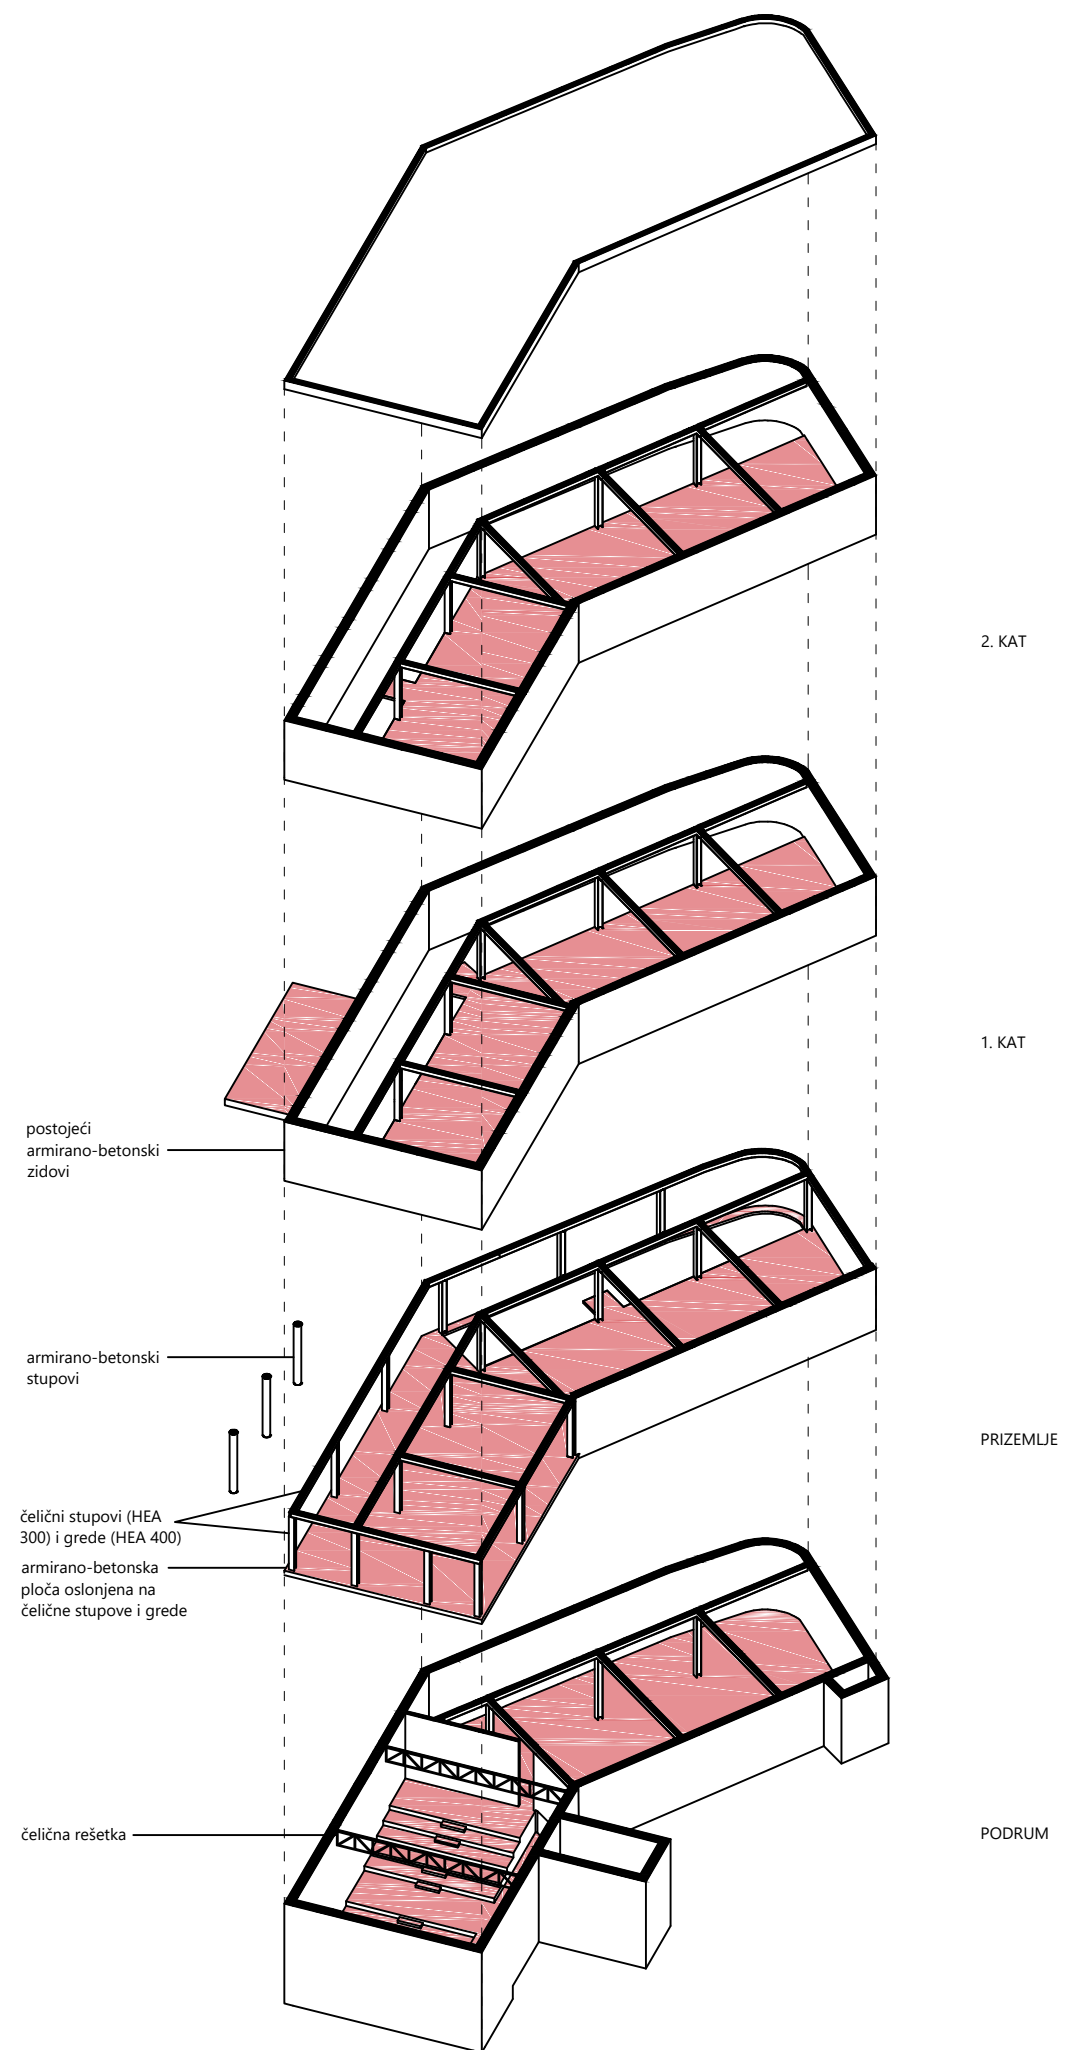 2. KAT
1. KAT
postojeći
armirano-betonski
zidovi
armirano-betonski
stupovi
PRIZEMLJE
čelični stupovi (HEA
300) i grede (HEA 400)
armirano-betonska
ploča oslonjena na
čelične stupove i grede
čelična rešetka
PODRUM